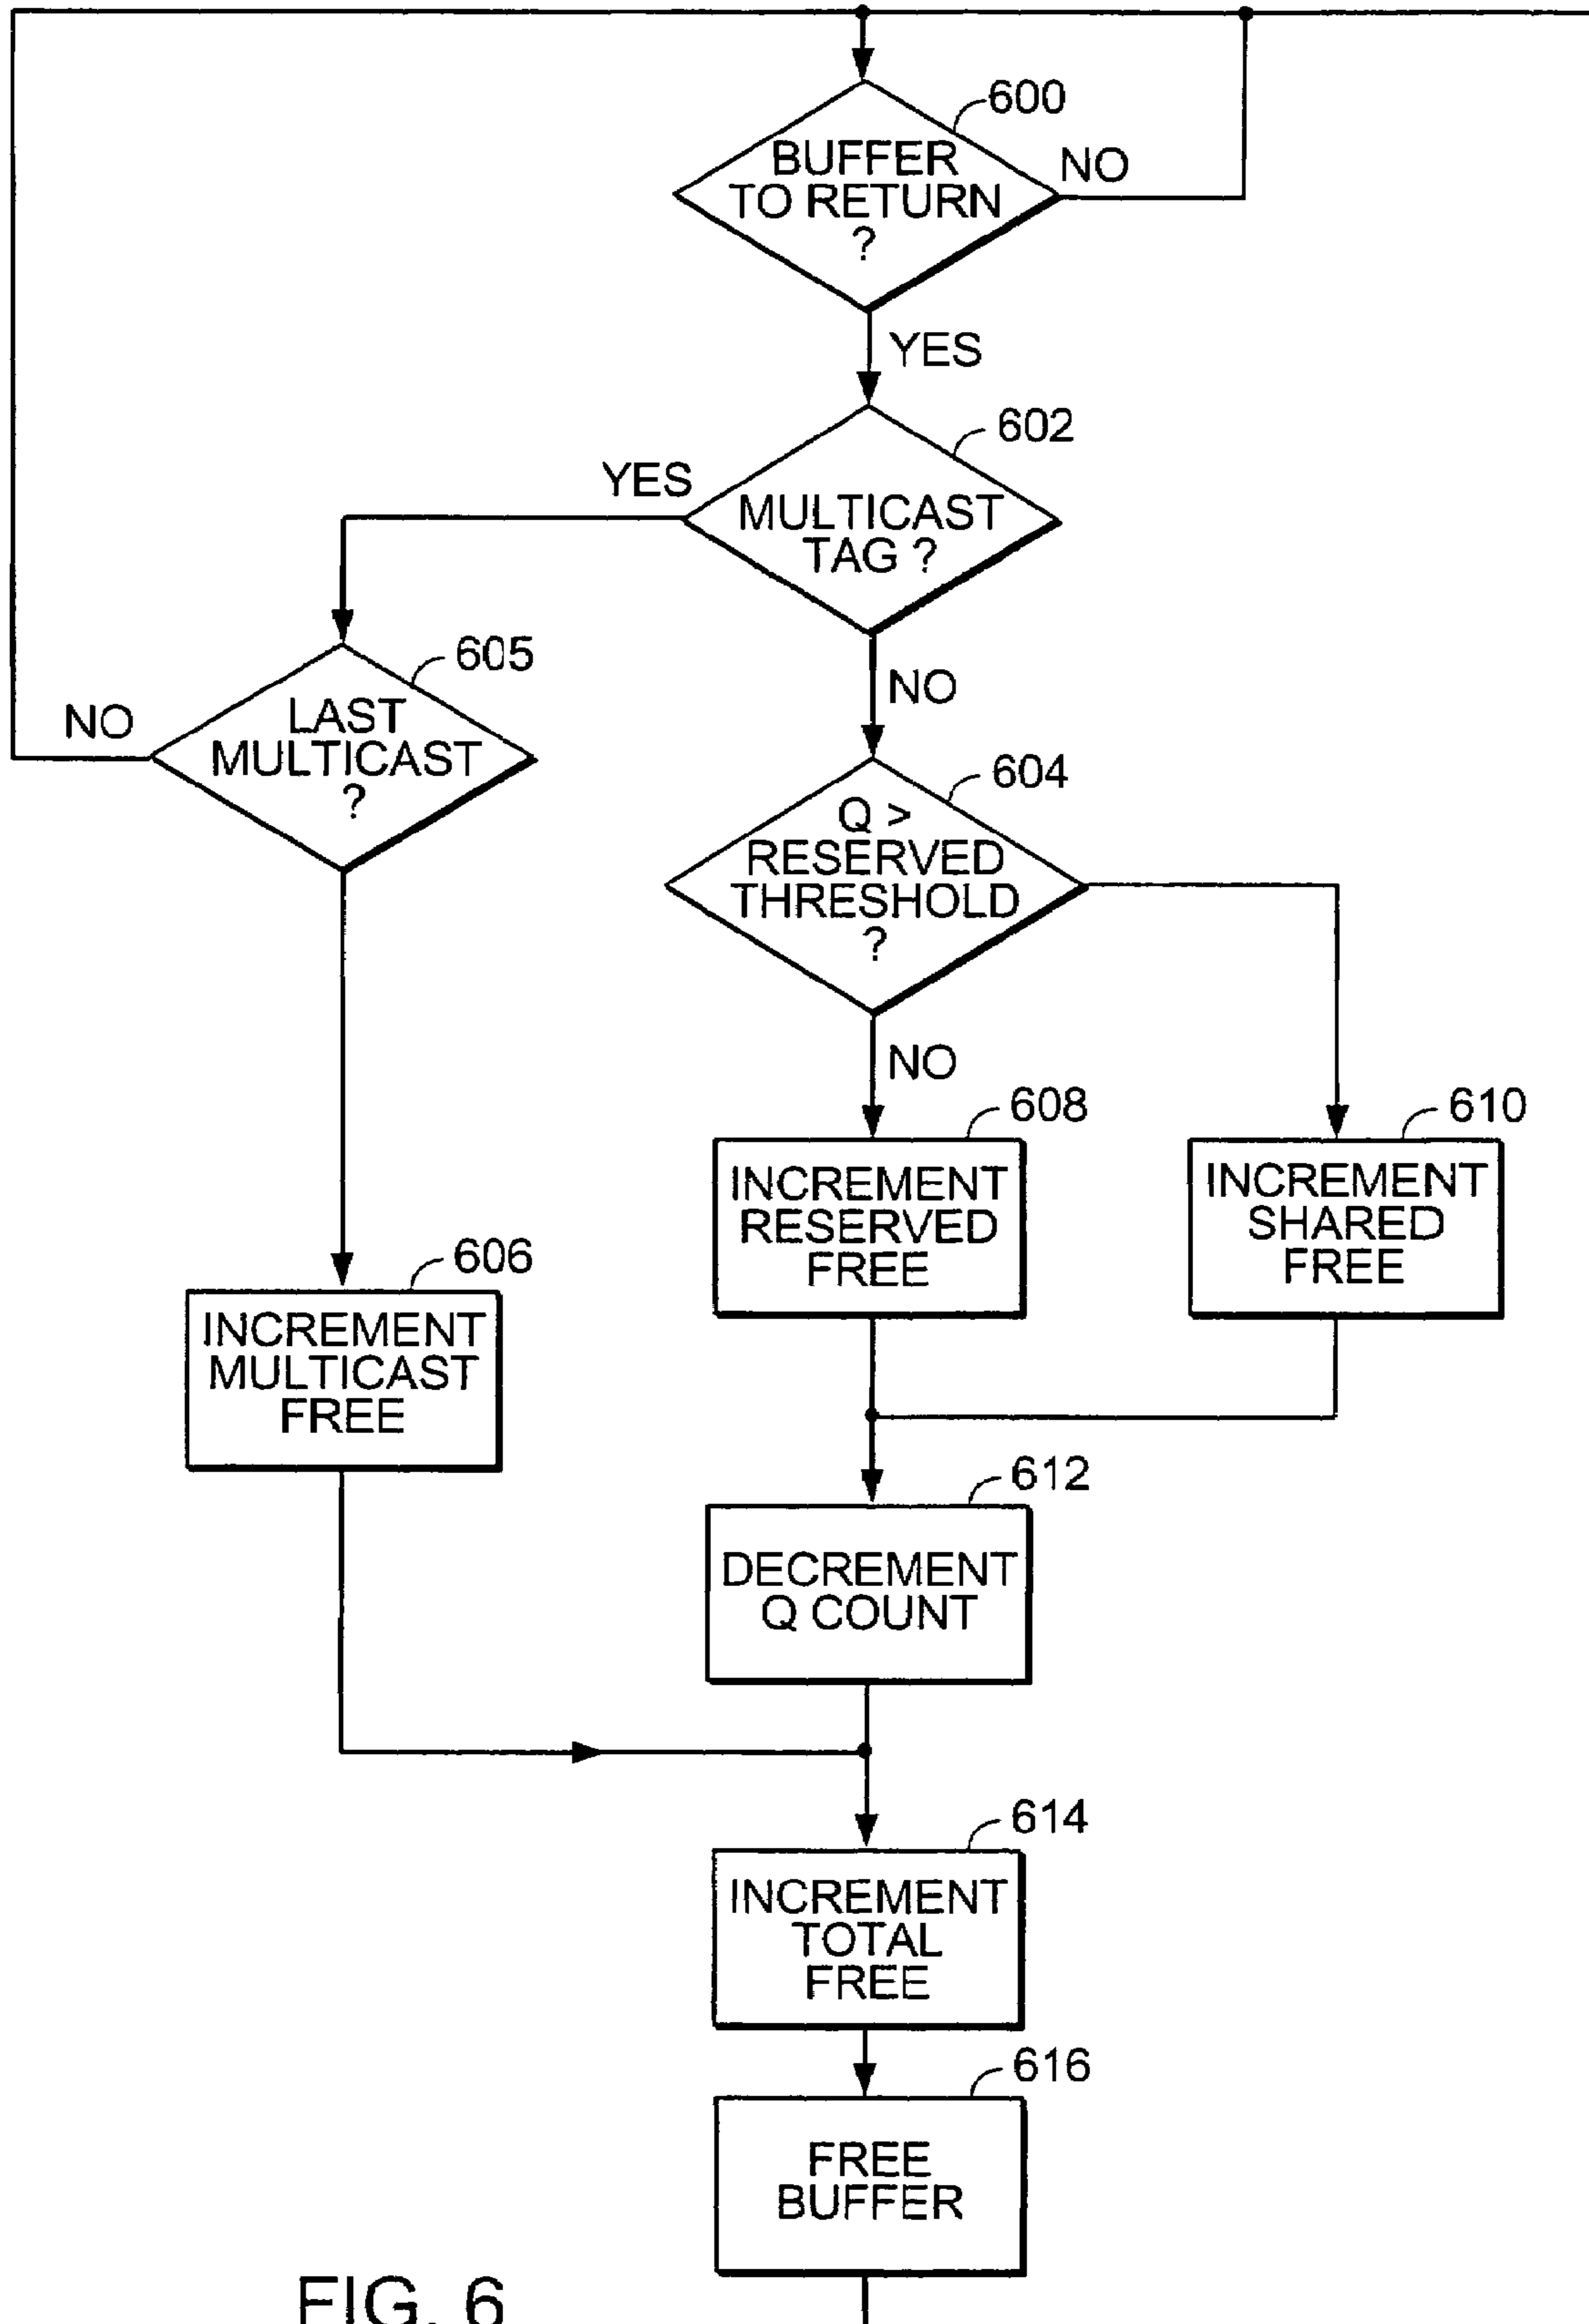 600
BUFFER
TO RETURN
?
NO
YES
602
MULTICAST
TAG ?
YES
NO
605
LAST
MULTICAST
?
NO
604
Q >
RESERVED
THRESHOLD
?
NO
608
INCREMENT
RESERVED
FREE
610
INCREMENT
SHARED
FREE
606
INCREMENT
MULTICAST
FREE
612
DECREMENT
Q COUNT
614
INCREMENT
TOTAL
FREE
616
FREE
BUFFER
FIG. 6